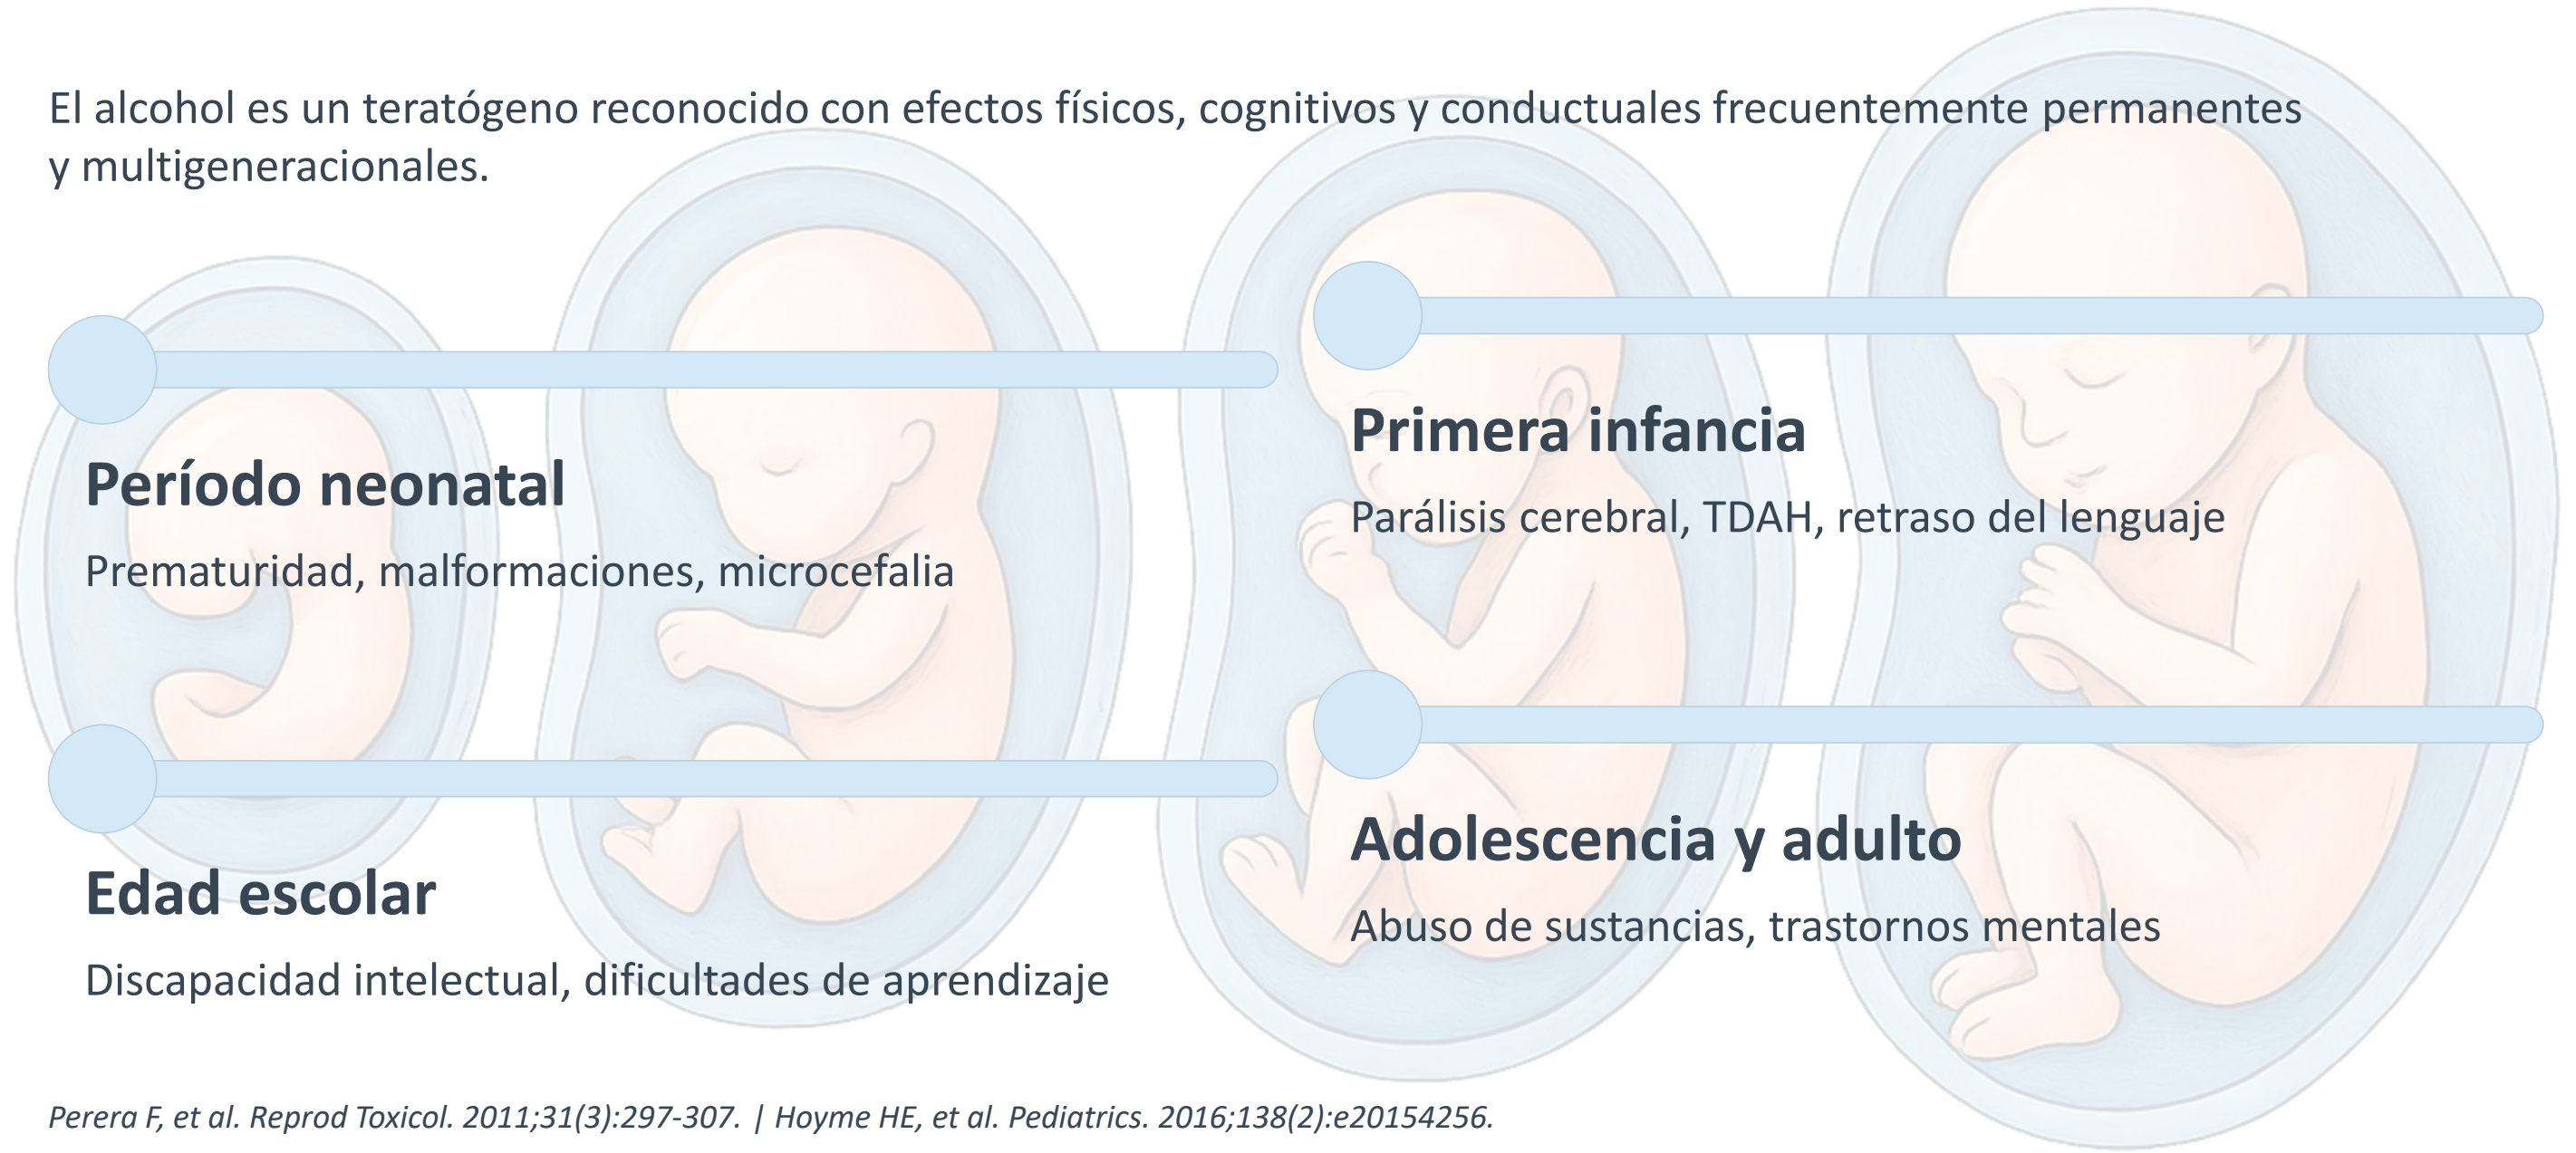 El alcohol es un teratógeno reconocido con efectos físicos, cognitivos y conductuales frecuentemente permanentes
y multigeneracionales.
Período neonatal
Prematuridad, malformaciones, microcefalia
Primera infancia
Parálisis cerebral, TDAH, retraso del lenguaje
Edad escolar
Discapacidad intelectual, dificultades de aprendizaje
Adolescencia y adulto
Abuso de sustancias, trastornos mentales
Perera F, et al. Reprod Toxicol. 2011;31(3):297-307. | Hoyme HE, et al. Pediatrics. 2016;138(2):e20154256.